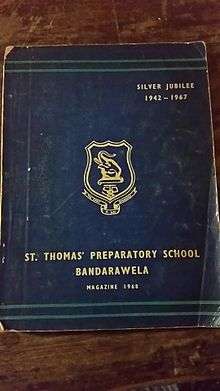 SILVER JUBILEE
1942 – 1967
ST. THOMAS' PREPARATORY SCHOOL
BANDARAWELA
MAGAZINE 1968